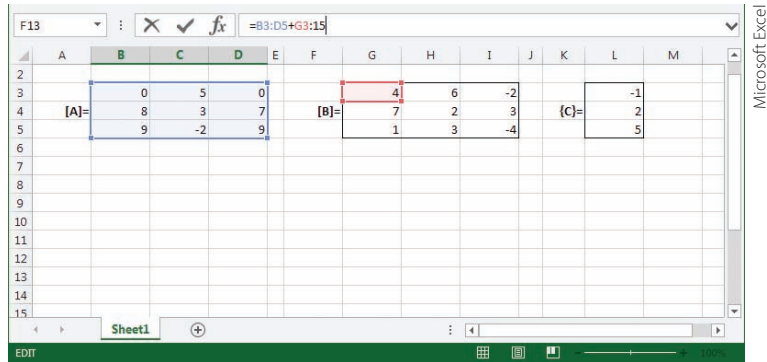 F13 fx =B3:D5+G3:15
A B C D E F G H I J K L M
2
3 0 5 0 4 6 -2 -1
4 [A]= 8 3 7 [B]= 7 2 3 {C}= 2
5 9 -2 9 1 3 -4 5
6
7
8
9
10
11
12
13
14
15
Sheet1
EDIT 100%
Microsoft Excel